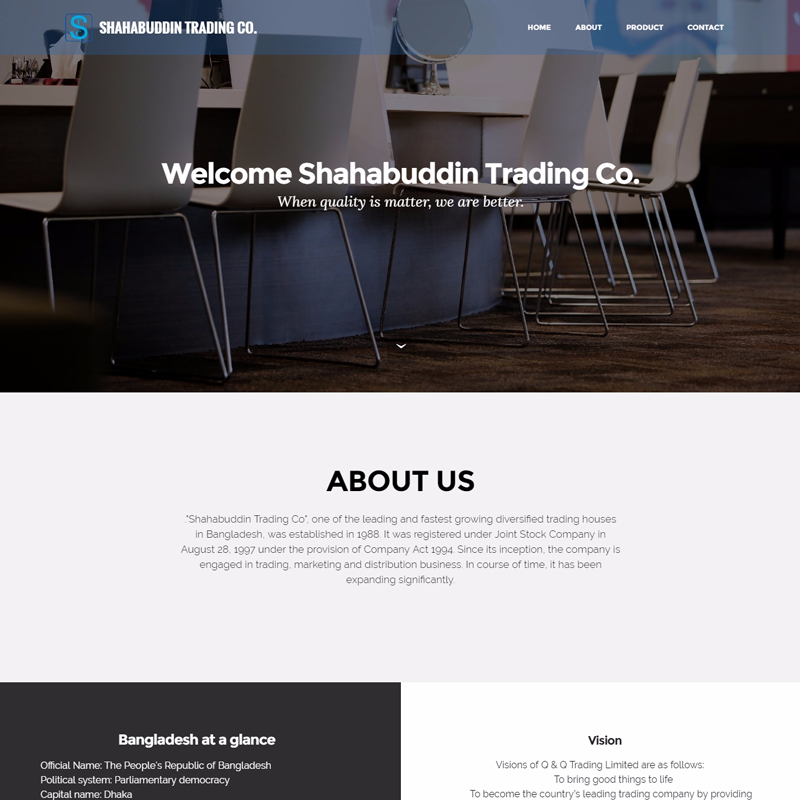 S SHAHABUDDIN TRADING CO.
HOME ABOUT PRODUCT CONTACT
Welcome Shahabuddin Trading Co.
When quality is matter, we are better.
ABOUT US
"Shahabuddin Trading Co", one of the leading and fastest growing diversified trading houses
in Bangladesh, was established in 1988. It was registered under Joint Stock Company in
August 28, 1997 under the provision of Company Act 1994. Since its inception, the company is
engaged in trading, marketing and distribution business. In course of time, it has been
expanding significantly.
Bangladesh at a glance
Official Name: The People's Republic of Bangladesh
Political system: Parliamentary democracy
Capital name: Dhaka
Vision
Visions of Q & Q Trading Limited are as follows:
To bring good things to life
To become the country's leading trading company by providing